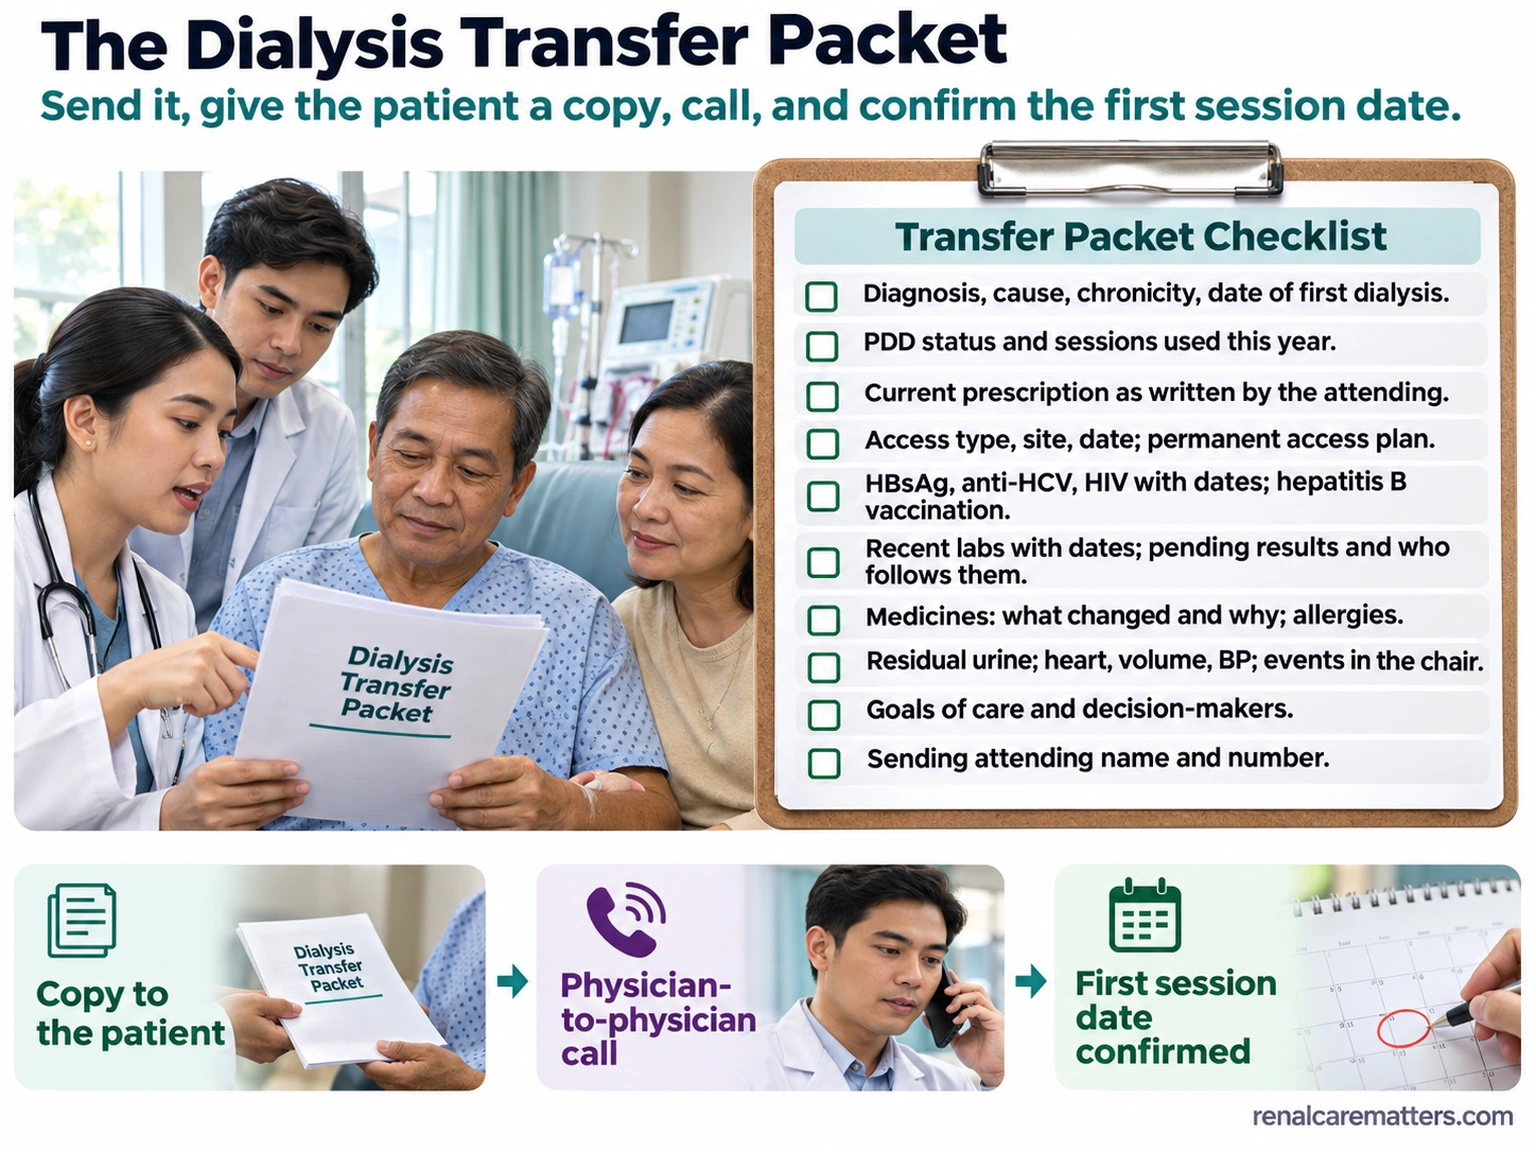 The Dialysis Transfer Packet
Send it, give the patient a copy, call, and confirm the first session date.
Dialysis
Transfer
Packet
Transfer Packet Checklist
Diagnosis, cause, chronicity, date of first dialysis.
PDD status and sessions used this year.
Current prescription as written by the attending.
Access type, site, date; permanent access plan.
HBsAg, anti-HCV, HIV with dates; hepatitis B
vaccination.
Recent labs with dates; pending results and who
follows them.
Medicines: what changed and why; allergies.
Residual urine; heart, volume, BP; events in the chair.
Goals of care and decision-makers.
Sending attending name and number.
Copy to
the patient
Dialysis
Transfer
Packet
Physician-
to-physician
call
First session
date
confirmed
renalcarematters.com